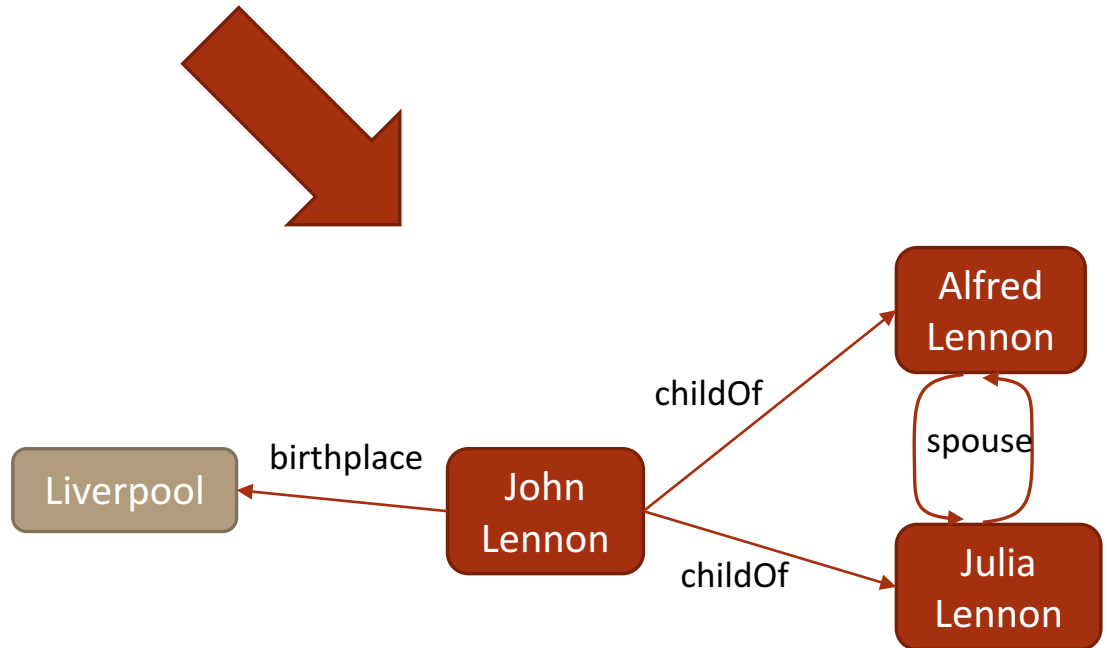 Alfred
Lennon
childOf
spouse
birthplace
Liverpool
John
Lennon
childOf
Julia
Lennon